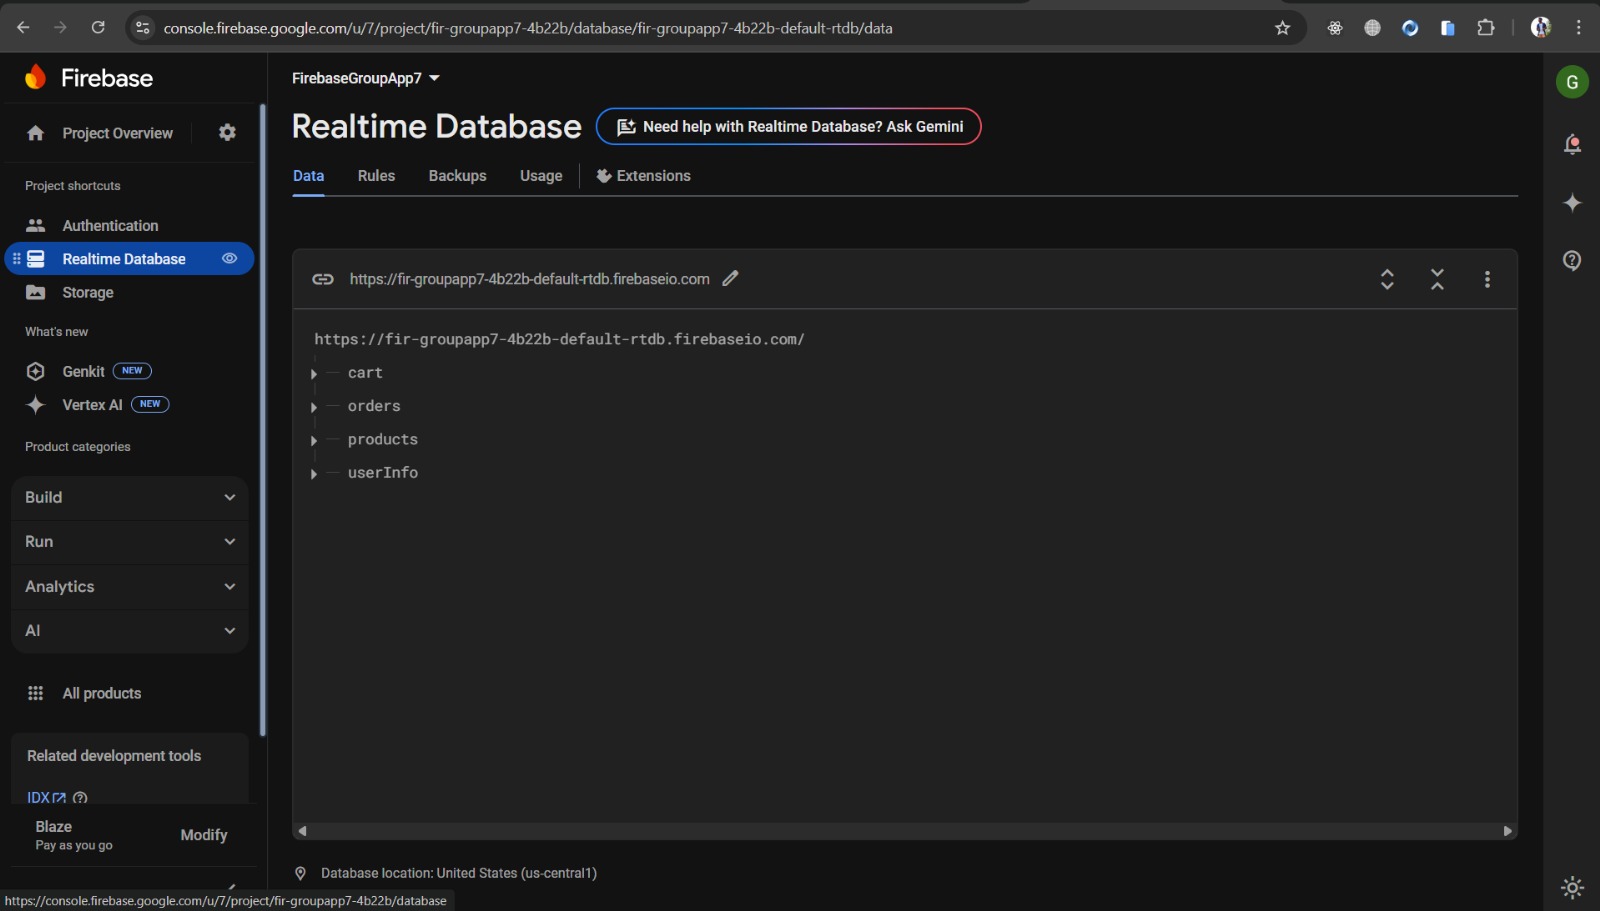 console.firebase.google.com/u/7/project/fir-groupapp7-4b22b/database/fir-groupapp7-4b22b-default-rtdb/data
Firebase
Project Overview
Project shortcuts
Authentication
Realtime Database
Storage
What's new
Genkit NEW
Vertex AI NEW
Product categories
Build
Run
Analytics
AI
All products
Related development tools
IDX
Blaze
Pay as you go
Modify
FirebaseGroupApp7
Realtime Database
Need help with Realtime Database? Ask Gemini
Data Rules Backups Usage Extensions
G
https://fir-groupapp7-4b22b-default-rtdb.firebaseio.com
https://fir-groupapp7-4b22b-default-rtdb.firebaseio.com/
cart
orders
products
userInfo
Database location: United States (us-central1)
https://console.firebase.google.com/u/7/project/fir-groupapp7-4b22b/database